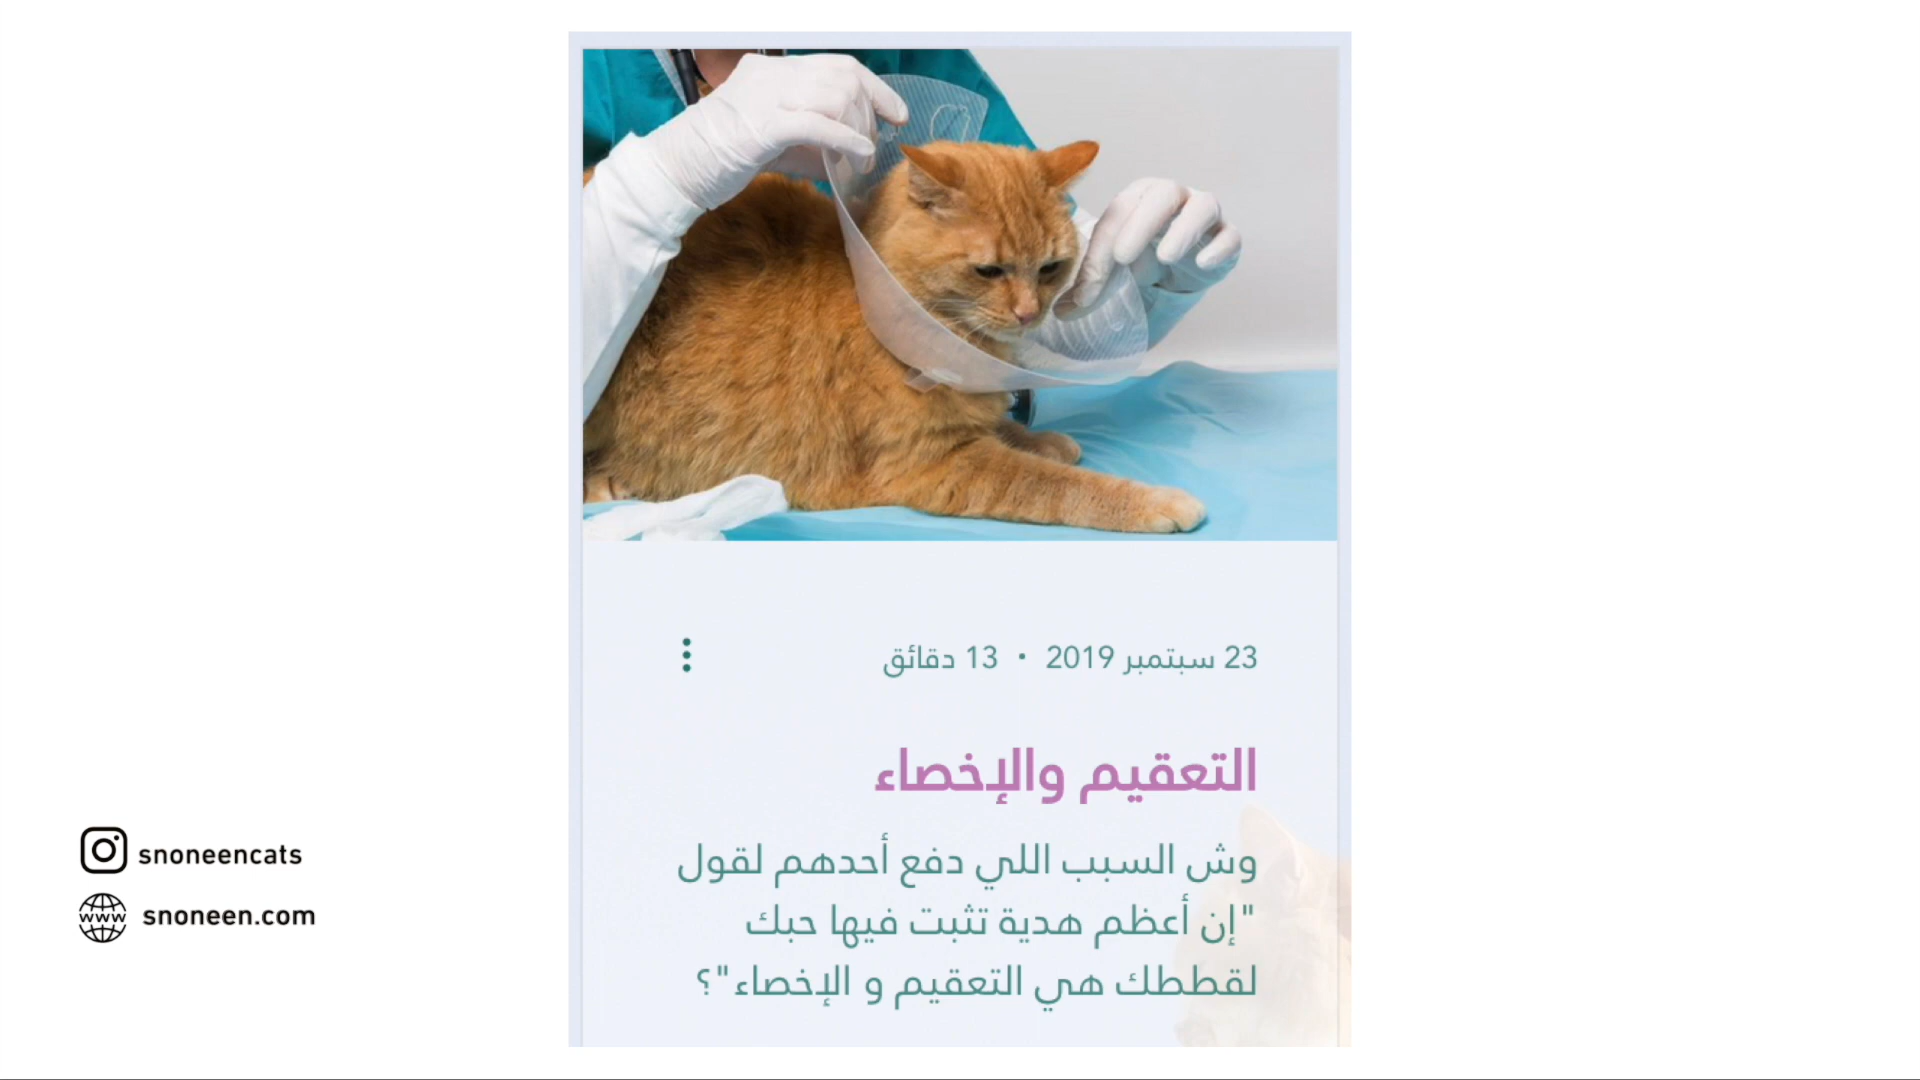 23 سبتمبر 2019 • 13 دقائق
التعقيم والإخصاء
وش السبب اللي دفع أحدهم لقول
"إن أعظم هدية تثبت فيها حبك
لقططك هي التعقيم و الإخصاء"؟
snoneencats
www snoneen.com